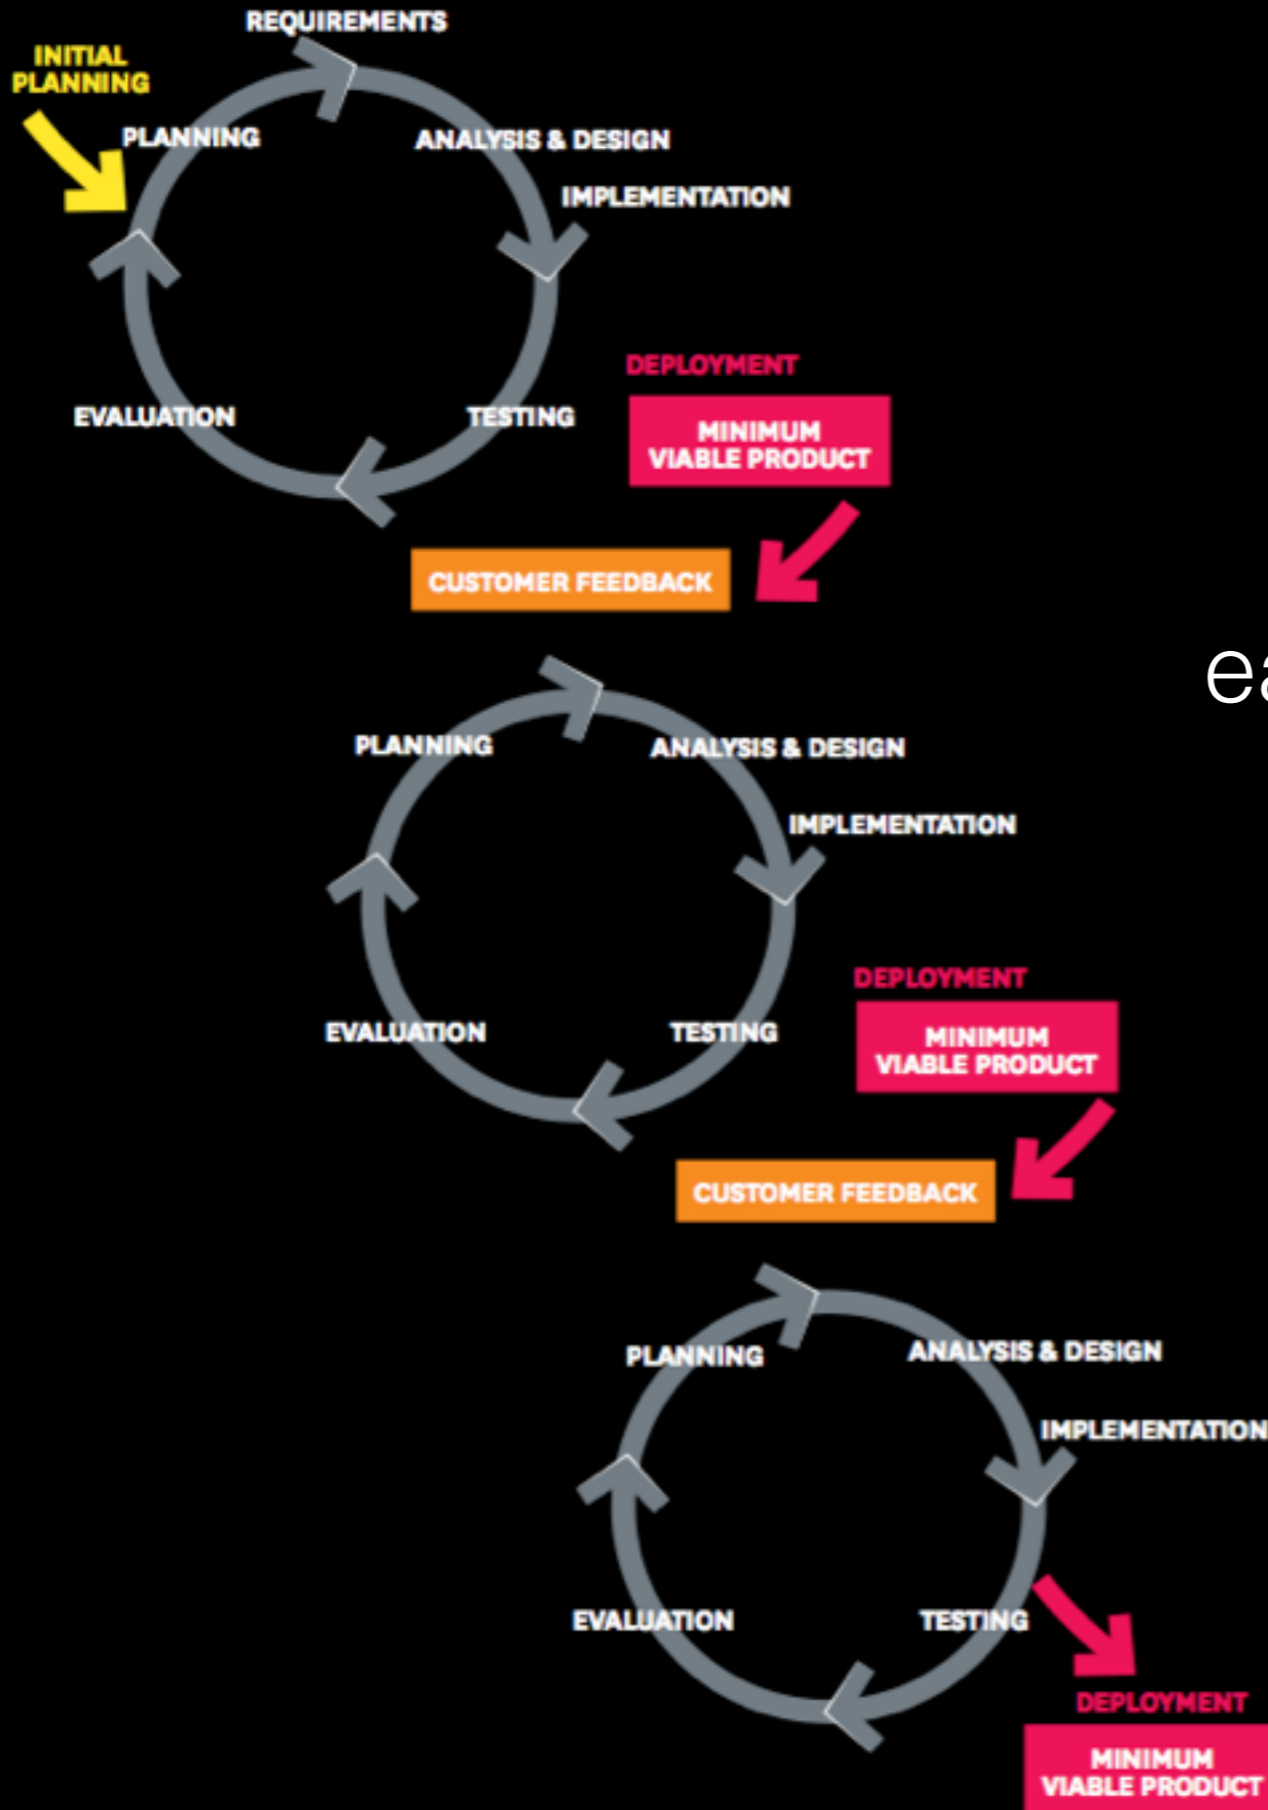 REQUIREMENTS
INITIAL
PLANNING
PLANNING
ANALYSIS & DESIGN
IMPLEMENTATION
DEPLOYMENT
MINIMUM
VIABLE PRODUCT
EVALUATION
TESTING
CUSTOMER FEEDBACK
ea
PLANNING
ANALYSIS & DESIGN
IMPLEMENTATION
DEPLOYMENT
MINIMUM
VIABLE PRODUCT
EVALUATION
TESTING
CUSTOMER FEEDBACK
PLANNING
ANALYSIS & DESIGN
IMPLEMENTATION
EVALUATION
TESTING
DEPLOYMENT
MINIMUM
VIABLE PRODUCT